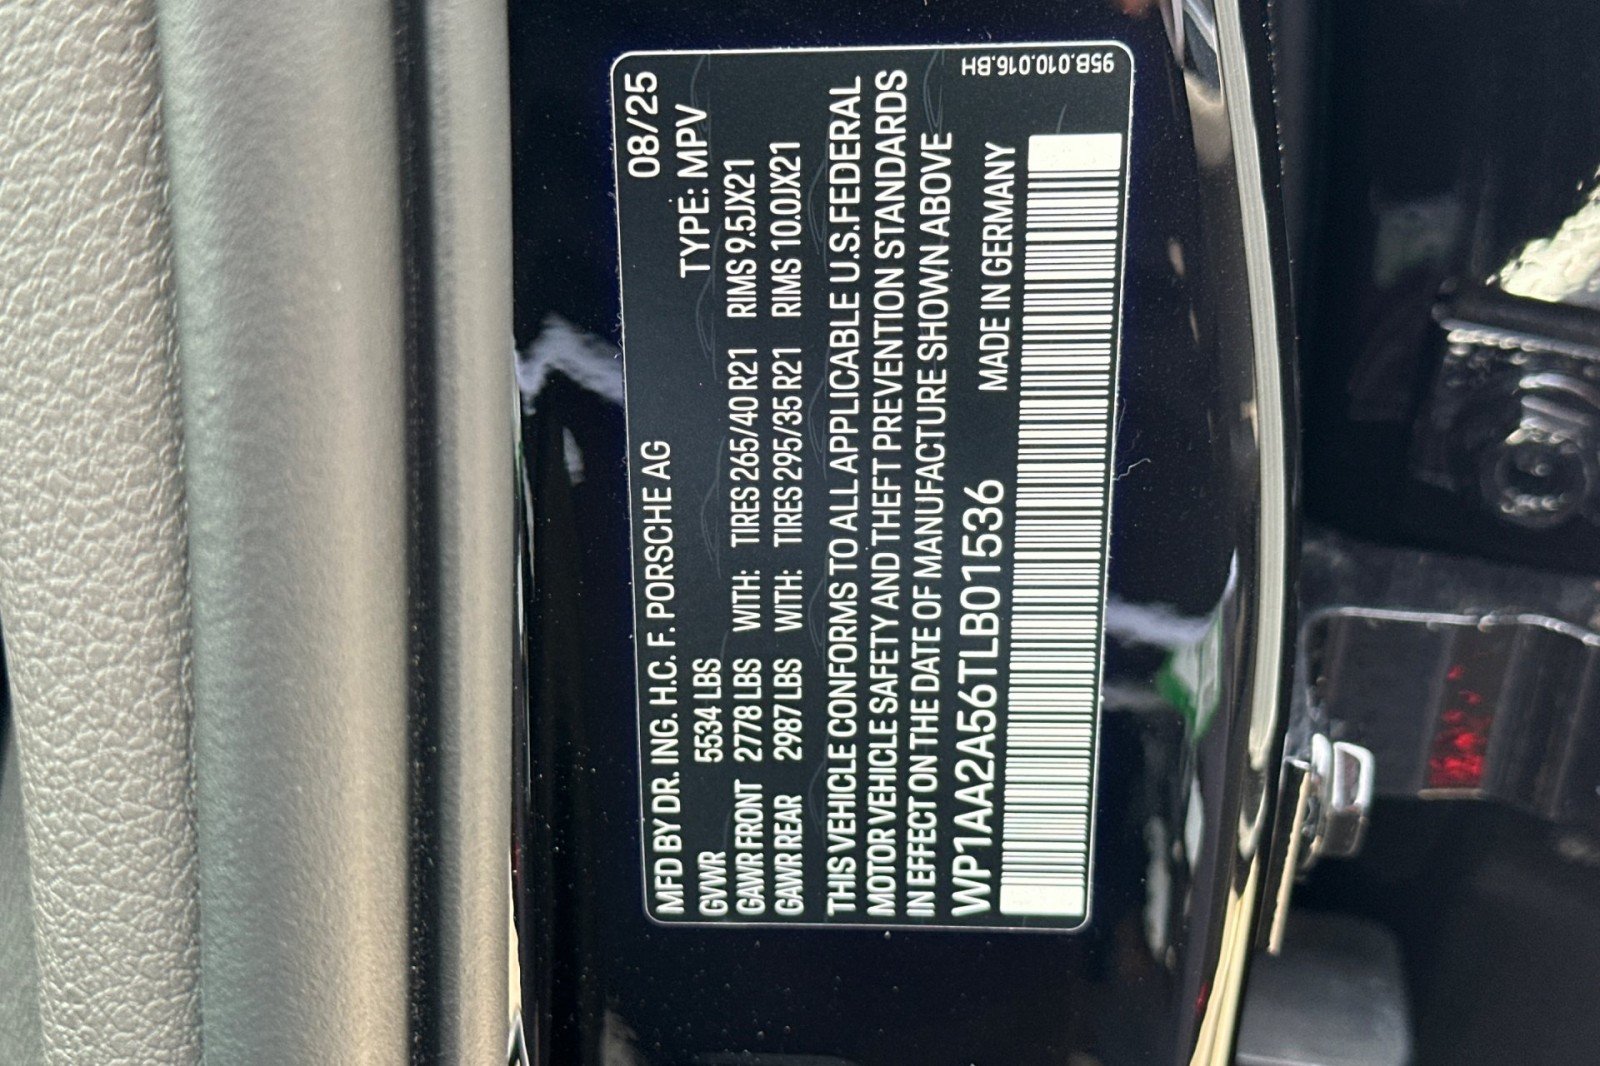 MFD BY DR. ING. H.C. F. PORSCHE AG 08/25
GVWR 5534 LBS TYPE: MPV
GAWR FRONT 2778 LBS WITH: TIRES 265/40 R21 RIMS 9.5JX21
GAWR REAR 2987 LBS WITH: TIRES 295/35 R21 RIMS 10.0JX21
THIS VEHICLE CONFORMS TO ALL APPLICABLE U.S. FEDERAL
MOTOR VEHICLE SAFETY AND THEFT PREVENTION STANDARDS
IN EFFECT ON THE DATE OF MANUFACTURE SHOWN ABOVE
WP1AA2A56TLB01536 MADE IN GERMANY
95B.010.016.BH